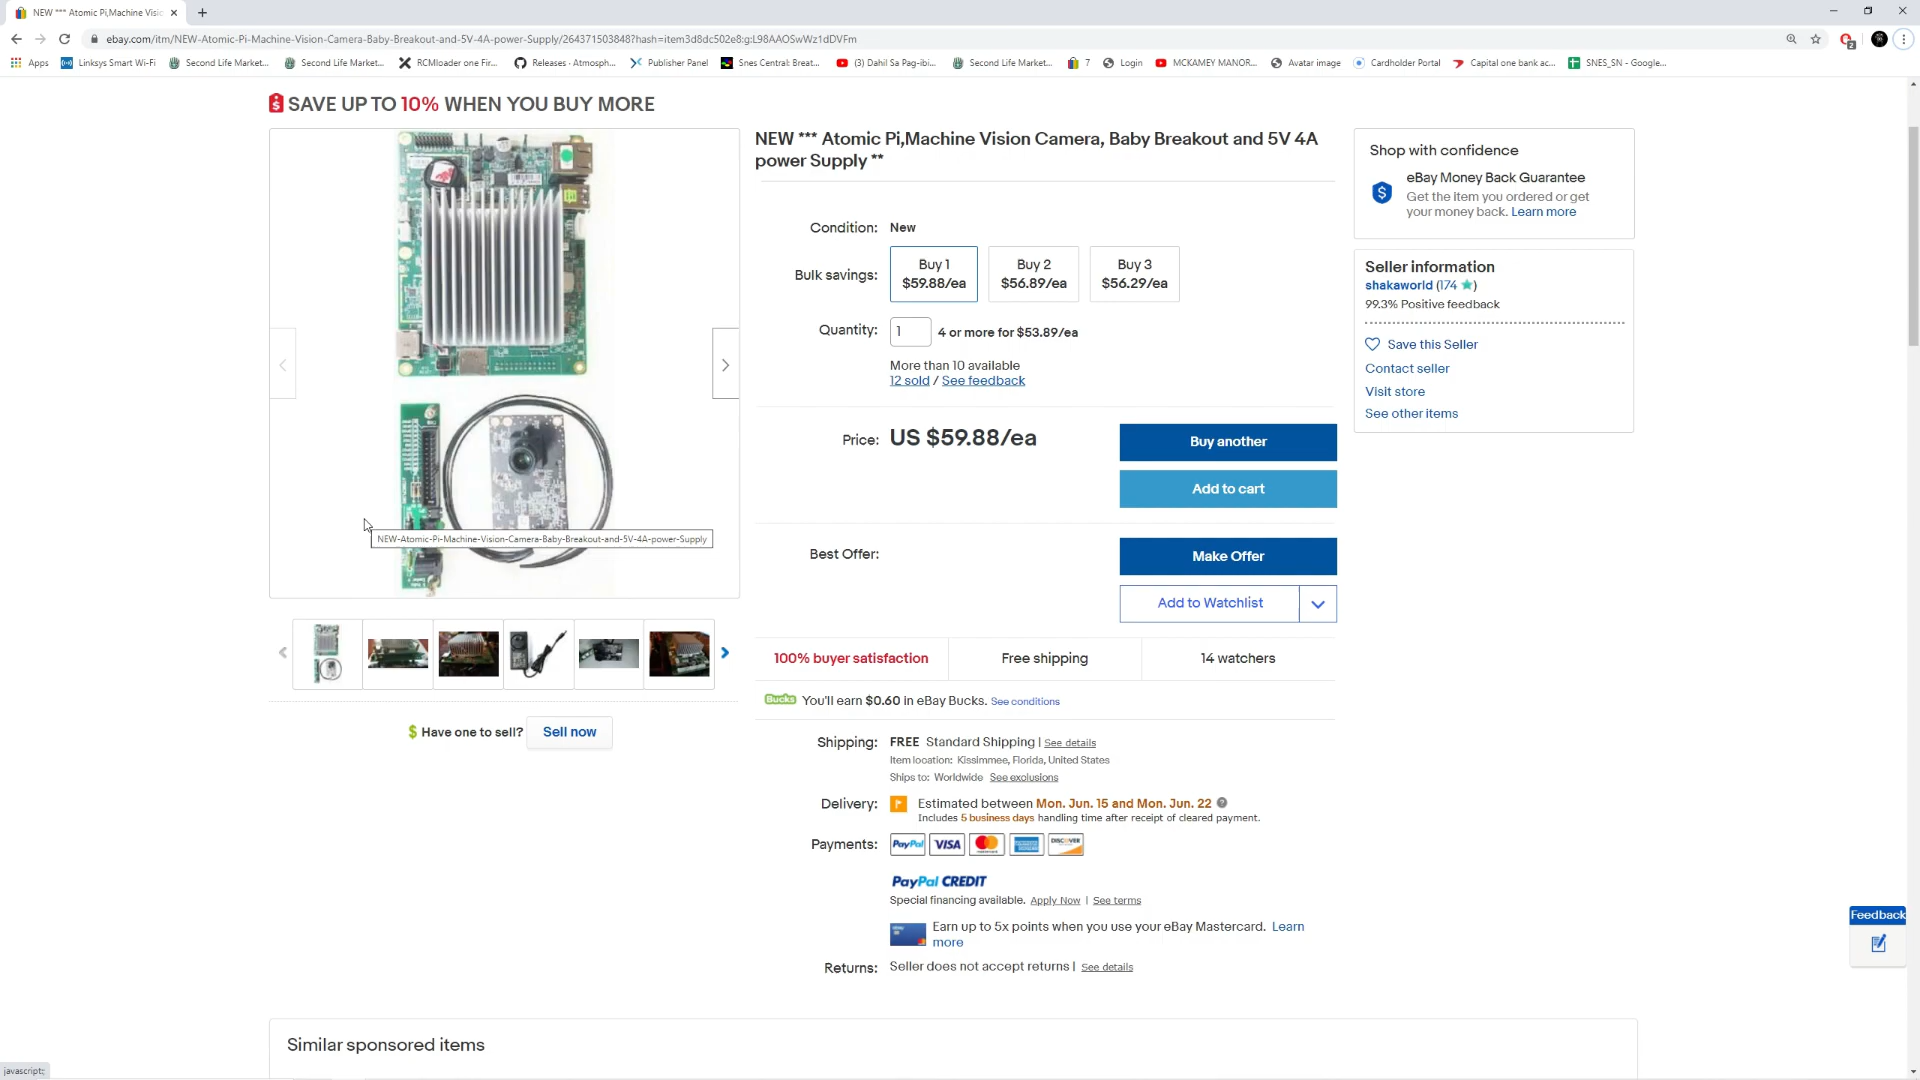 NEW *** Atomic Pi,Machine Visic
ebay.com/itm/NEW-Atomic-Pi-Machine-Vision-Camera-Baby-Breakout-and-5V-4A-power-Supply/264371503848?hash=item3d8dc502e8:g:L98AAOSwWz1dDVFm
2
Apps
Linksys Smart Wi-Fi
Second Life Market...
Second Life Market...
RCMloader one Fir...
Releases · Atmosph...
Publisher Panel
Snes Central: Breat...
(3) Dahil Sa Pag-ibi...
Second Life Market...
7
Login
MCKAMEY MANOR...
Avatar image
Cardholder Portal
Capital one bank ac...
SNES_SN - Google...
SAVE UP TO 10% WHEN YOU BUY MORE
NEW *** Atomic Pi,Machine Vision Camera, Baby Breakout and 5V 4A
power Supply **
Condition: New
Bulk savings:
Buy 1
$59.88/ea
Buy 2
$56.89/ea
Buy 3
$56.29/ea
Quantity: 1 4 or more for $53.89/ea
More than 10 available
12 sold / See feedback
Price: US $59.88/ea
Buy another
Add to cart
Best Offer:
Make Offer
Add to Watchlist
100% buyer satisfaction
Free shipping
14 watchers
Bucks You'll earn $0.60 in eBay Bucks. See conditions
Shipping: FREE Standard Shipping | See details
Item location: Kissimmee, Florida, United States
Ships to: Worldwide See exclusions
Delivery: Estimated between Mon. Jun. 15 and Mon. Jun. 22
Includes 5 business days handling time after receipt of cleared payment.
Payments: PayPal VISA DISCOVER
PayPal CREDIT
Special financing available. Apply Now | See terms
Earn up to 5x points when you use your eBay Mastercard. Learn
more
Returns: Seller does not accept returns | See details
Shop with confidence
eBay Money Back Guarantee
Get the item you ordered or get
your money back. Learn more
Seller information
shakaworld (174)
99.3% Positive feedback
Save this Seller
Contact seller
Visit store
See other items
NEW-Atomic-Pi-Machine-Vision-Camera-Baby-Breakout-and-5V-4A-power-Supply
Have one to sell? Sell now
Feedback
Similar sponsored items
javascript:;